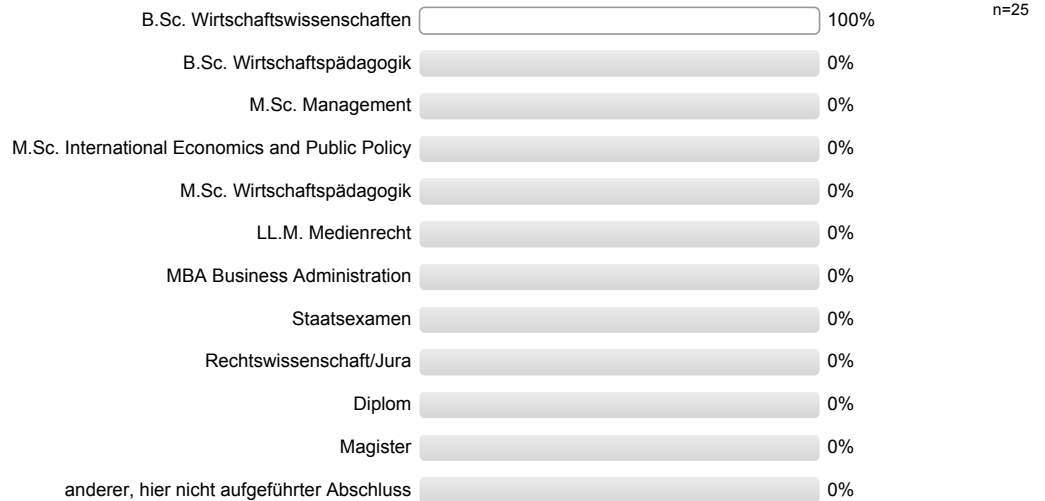 B.Sc. Wirtschaftswissenschaften 100% n=25
B.Sc. Wirtschaftspädagogik 0%
M.Sc. Management 0%
M.Sc. International Economics and Public Policy 0%
M.Sc. Wirtschaftspädagogik 0%
LL.M. Medienrecht 0%
MBA Business Administration 0%
Staatsexamen 0%
Rechtswissenschaft/Jura 0%
Diplom 0%
Magister 0%
anderer, hier nicht aufgeführter Abschluss 0%